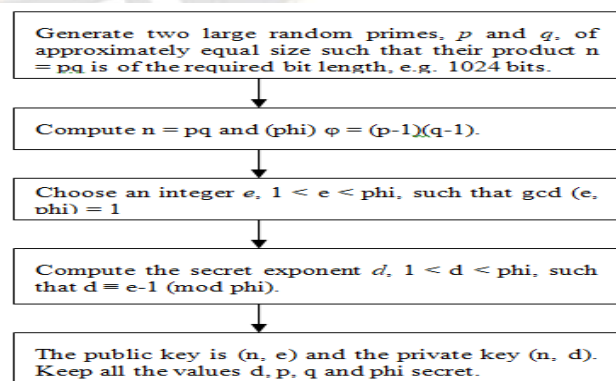 Generate two large random primes, p and q, of
approximately equal size such that their product n
= pq is of the required bit length, e.g. 1024 bits.
Compute n = pq and (phi) φ = (p-1)(q-1).
Choose an integer e, 1 < e < phi, such that gcd (e,
phi) = 1
Compute the secret exponent d, 1 < d < phi, such
that d ≡ e-1 (mod phi).
The public key is (n, e) and the private key (n, d).
Keep all the values d, p, q and phi secret.